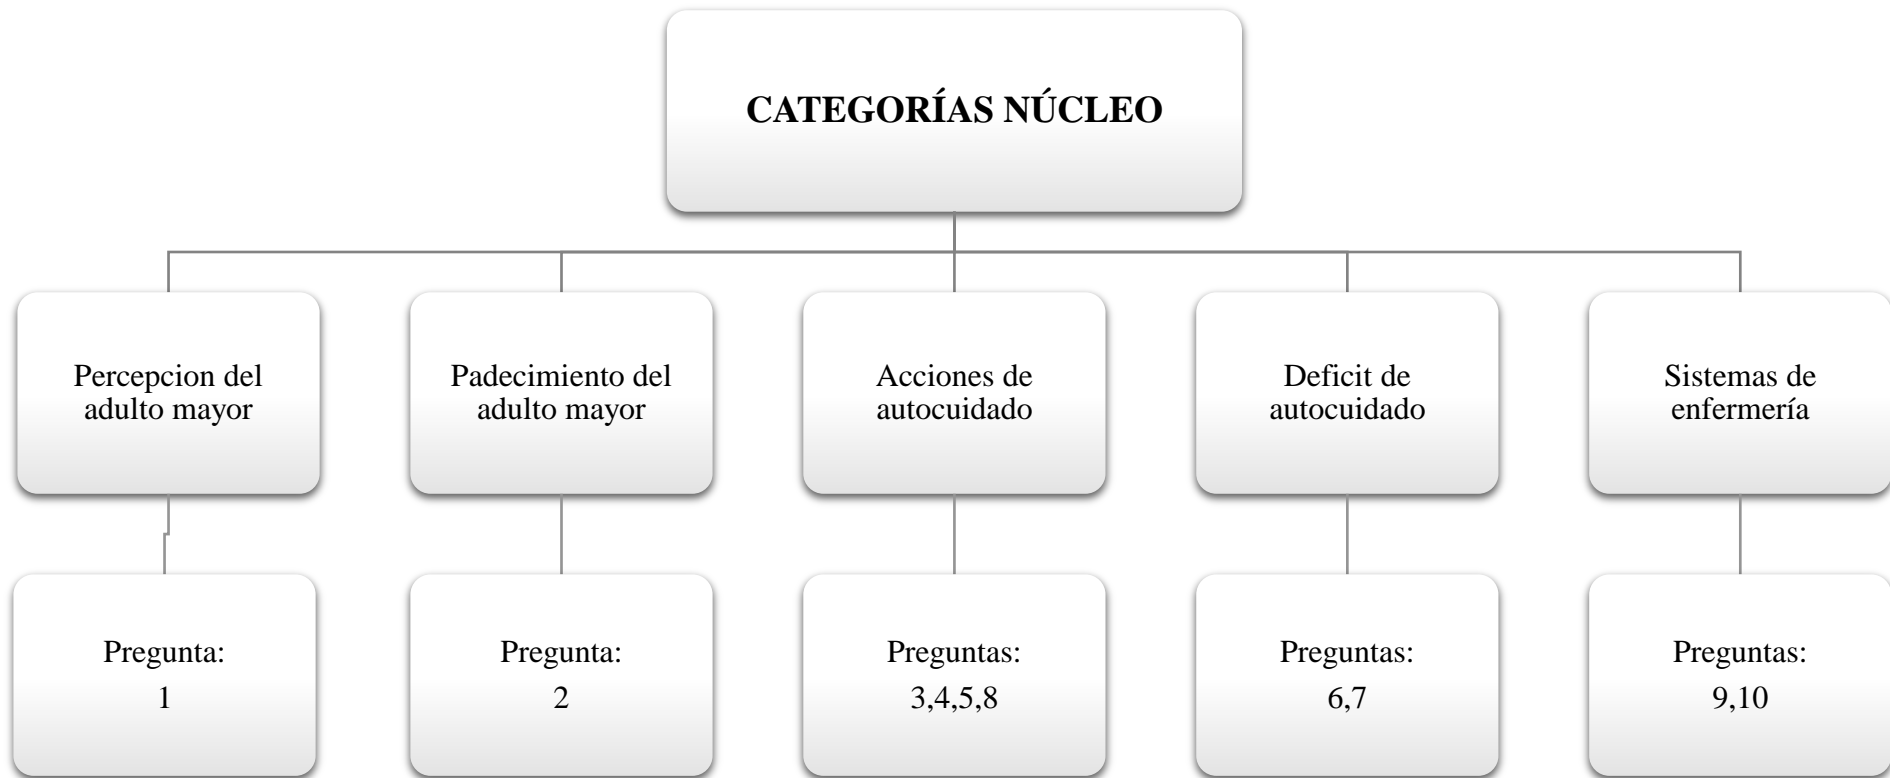 CATEGORÍAS NÚCLEO
Percepcion del
adulto mayor
Padecimiento del
adulto mayor
Acciones de
autocuidado
Deficit de
autocuidado
Sistemas de
enfermería
Pregunta:
1
Pregunta:
2
Preguntas:
3,4,5,8
Preguntas:
6,7
Preguntas:
9,10